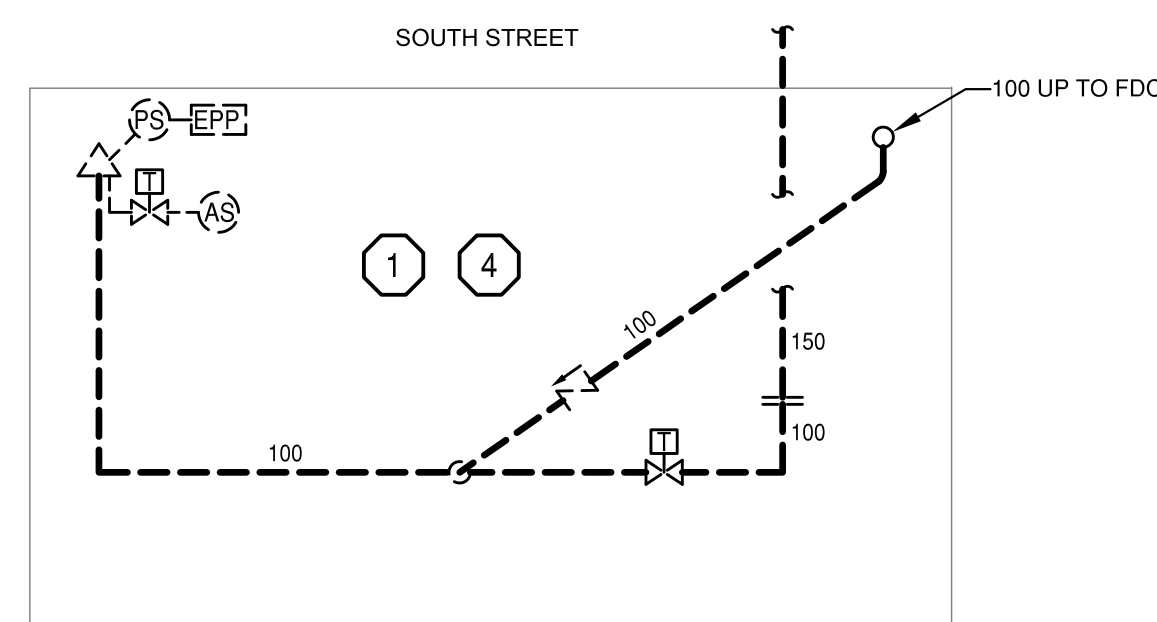 SOUTH STREET
100 UP TO FDC
PS EPP
T
AS
1 4
100
150
100
T
100